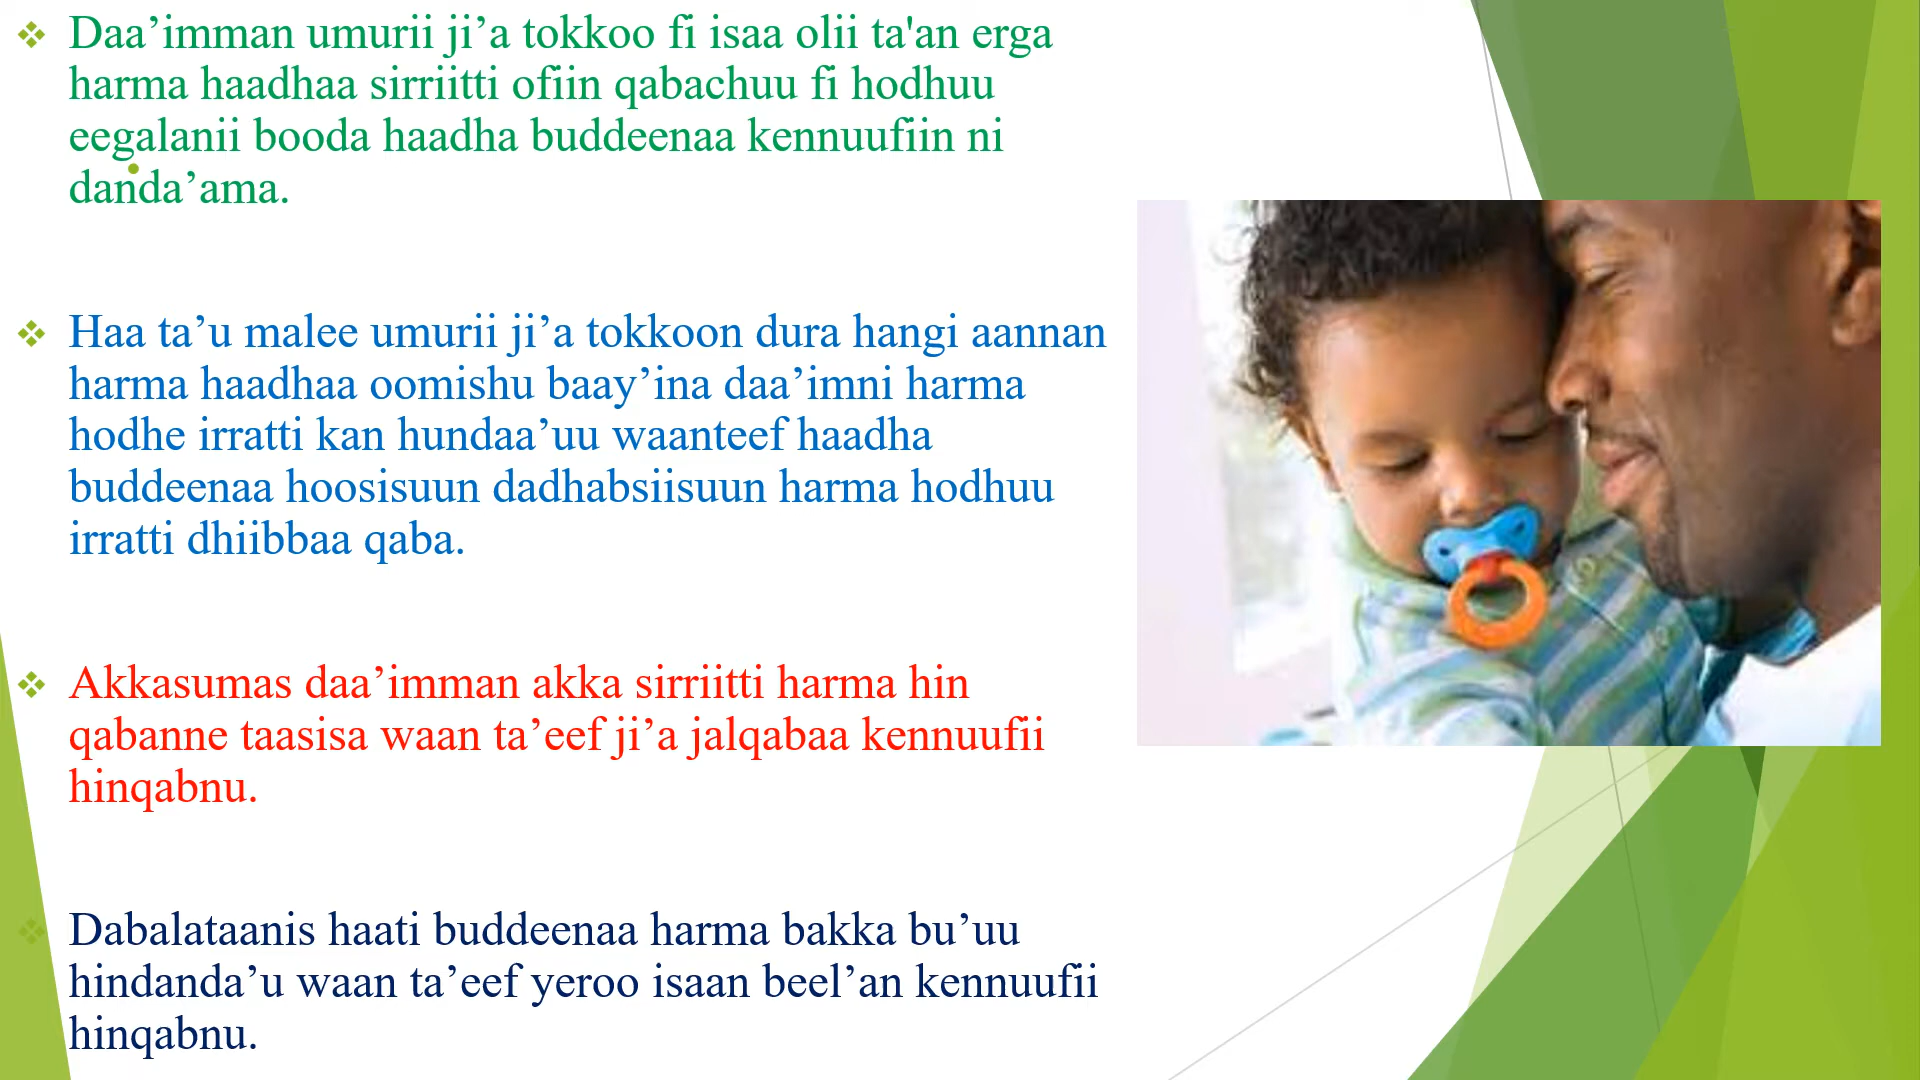 Daa’imman umurii ji’a tokkoo fi isaa olii ta'an erga
harma haadhaa sirriitti ofiin qabachuu fi hodhuu
eegalanii booda haadha buddeenaa kennuufiin ni
danda’ama.
Haa ta’u malee umurii ji’a tokkoon dura hangi aannan
harma haadhaa oomishu baay’ina daa’imni harma
hodhe irratti kan hundaa’uu waanteef haadha
buddeenaa hoosisuun dadhabsiisuun harma hodhuu
irratti dhiibbaa qaba.
Akkasumas daa’imman akka sirriitti harma hin
qabanne taasisa waan ta’eef ji’a jalqabaa kennuufii
hinqabnu.
Dabalataanis haati buddeenaa harma bakka bu’uu
hindanda’u waan ta’eef yeroo isaan beel’an kennuufii
hinqabnu.